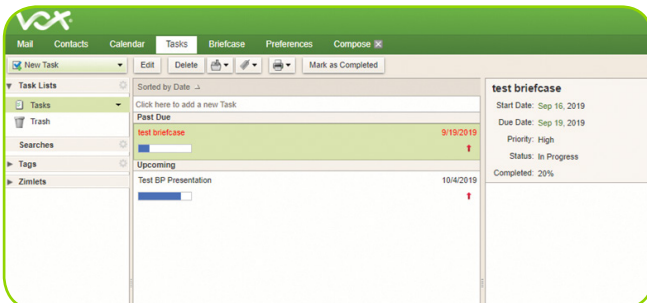 VOX
Mail Contacts Calendar Tasks Briefcase Preferences Compose
New Task Edit Delete Mark as Completed
Task Lists
Tasks
Trash
Searches
Tags
Zimlets
Sorted by Date
Click here to add a new Task
Past Due
test briefcase 9/19/2019
Upcoming
Test BP Presentation 10/4/2019
test briefcase
Start Date: Sep 16, 2019
Due Date: Sep 19, 2019
Priority: High
Status: In Progress
Completed: 20%